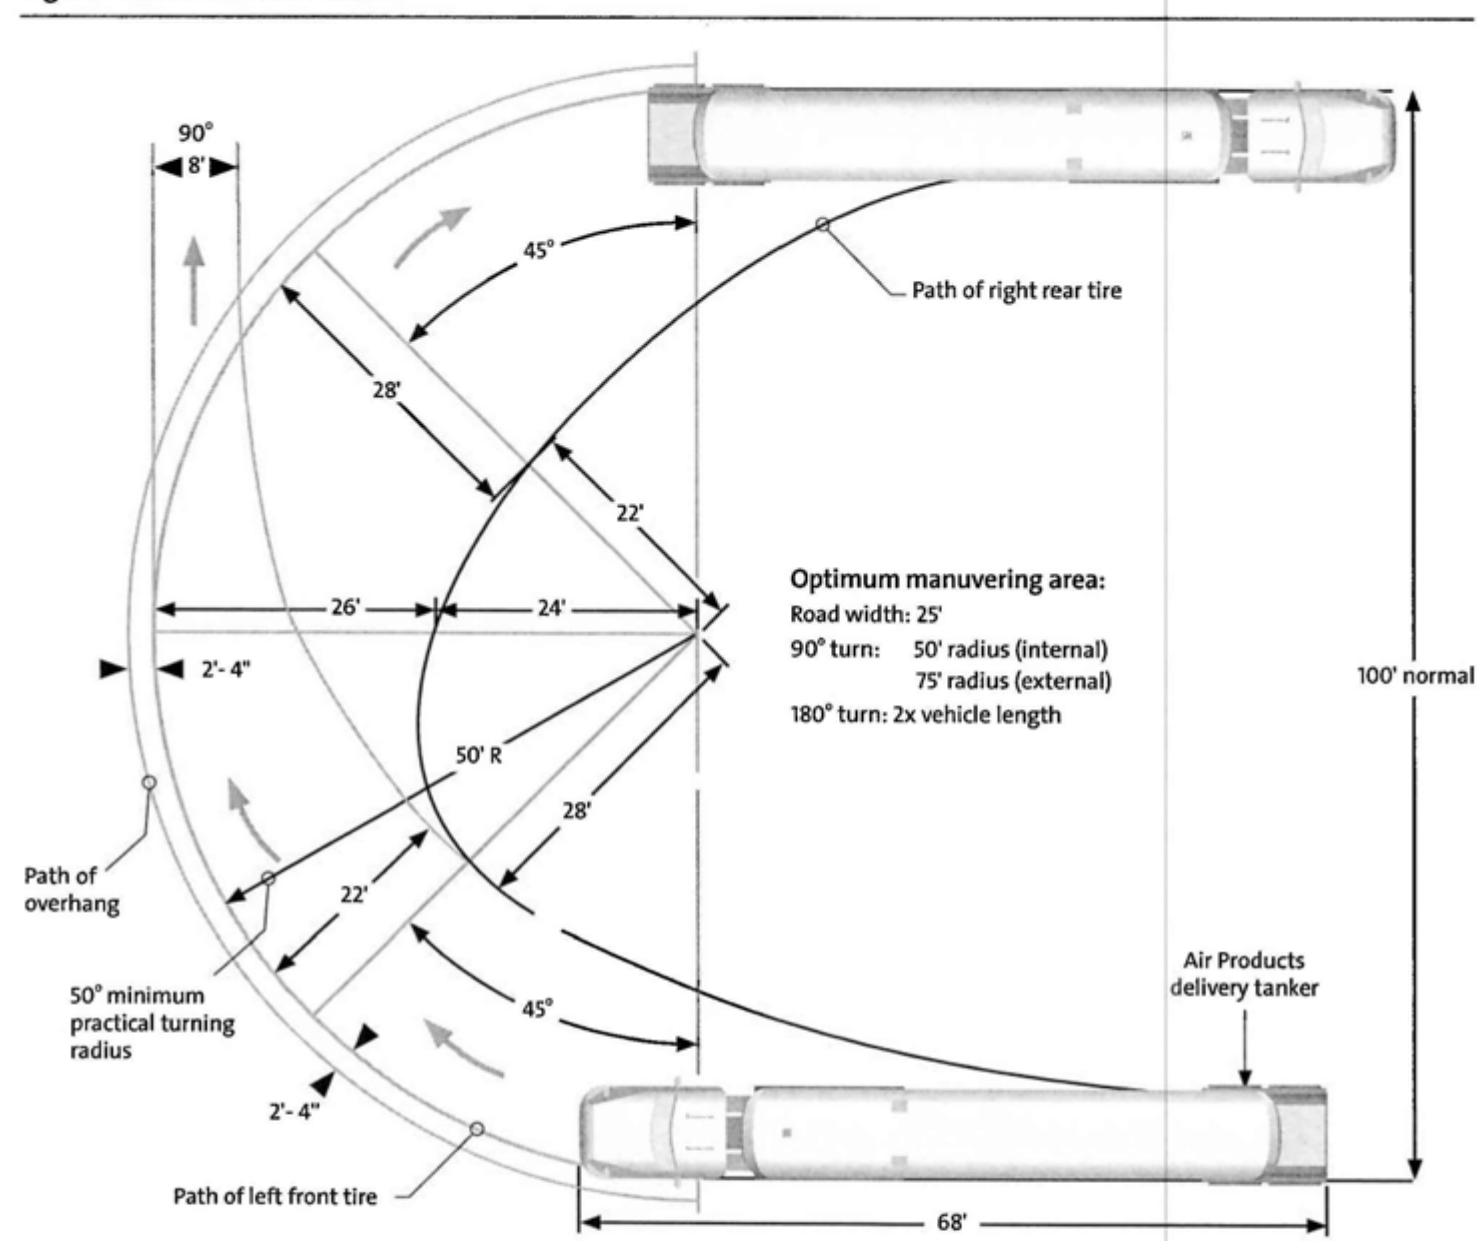 90°
8'
45°
Path of right rear tire
28'
22'
Optimum manuvering area:
Road width: 25'
90° turn: 50' radius (internal)
75' radius (external)
180° turn: 2x vehicle length
26'
24'
2'- 4"
100' normal
50' R
28'
Path of
overhang
22'
50° minimum
practical turning
radius
45°
Air Products
delivery tanker
2'- 4"
Path of left front tire
68'